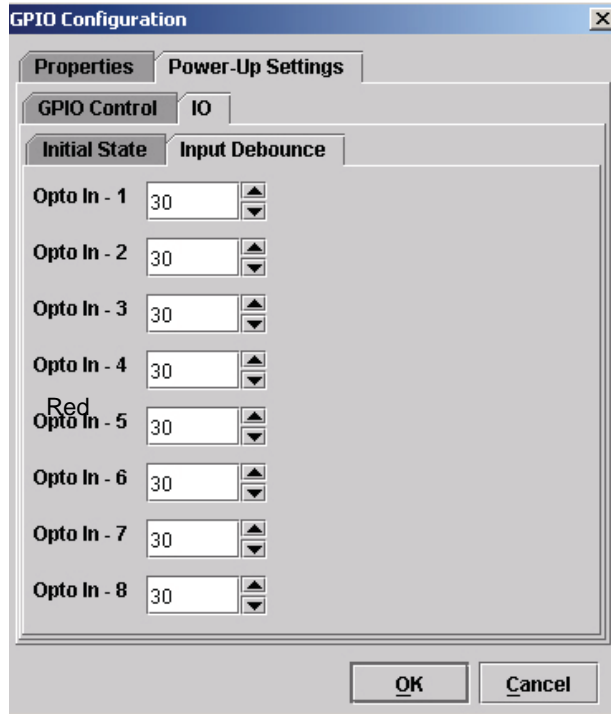 GPIO Configuration
Properties Power-Up Settings
GPIO Control IO
Initial State Input Debounce
Opto In - 1 30
Opto In - 2 30
Opto In - 3 30
Opto In - 4 30
Red
Opto In - 5 30
Opto In - 6 30
Opto In - 7 30
Opto In - 8 30
OK Cancel